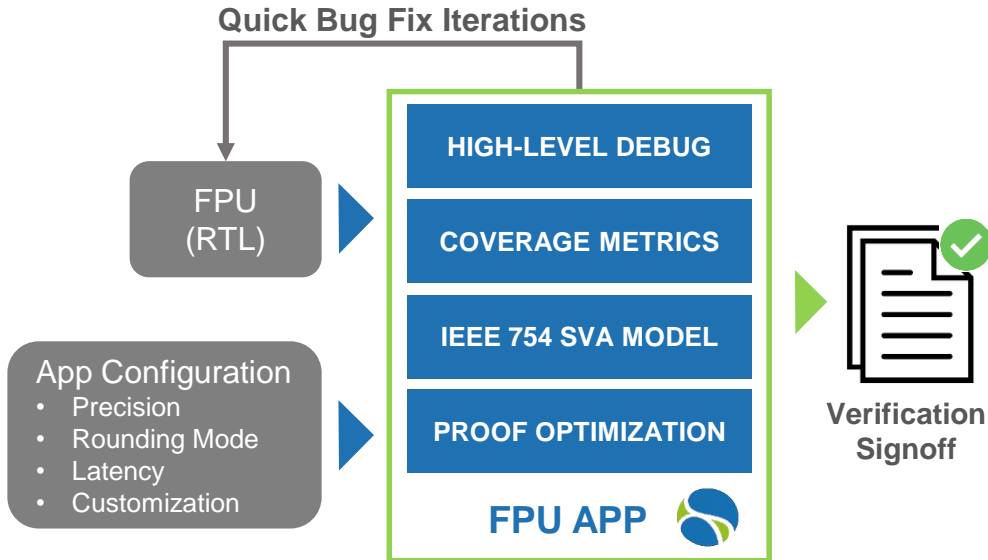 Quick Bug Fix Iterations
FPU
(RTL)
App Configuration
• Precision
• Rounding Mode
• Latency
• Customization
HIGH-LEVEL DEBUG
COVERAGE METRICS
IEEE 754 SVA MODEL
PROOF OPTIMIZATION
FPU APP
Verification
Signoff